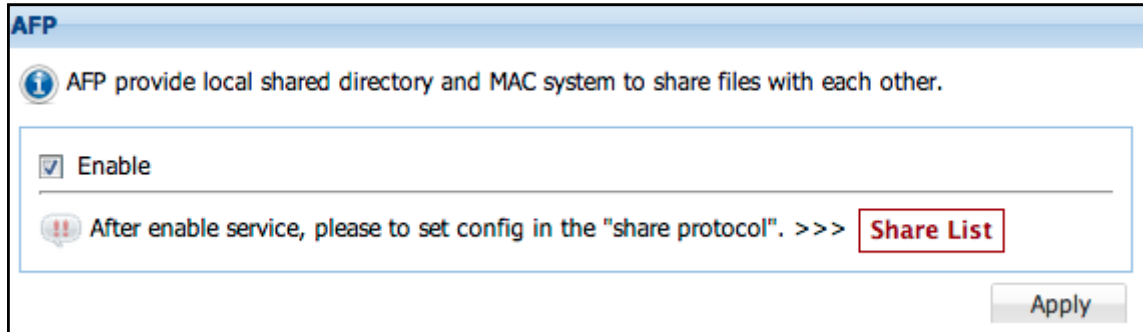 AFP
AFP provide local shared directory and MAC system to share files with each other.
Enable
After enable service, please to set config in the "share protocol". >>> Share List
Apply